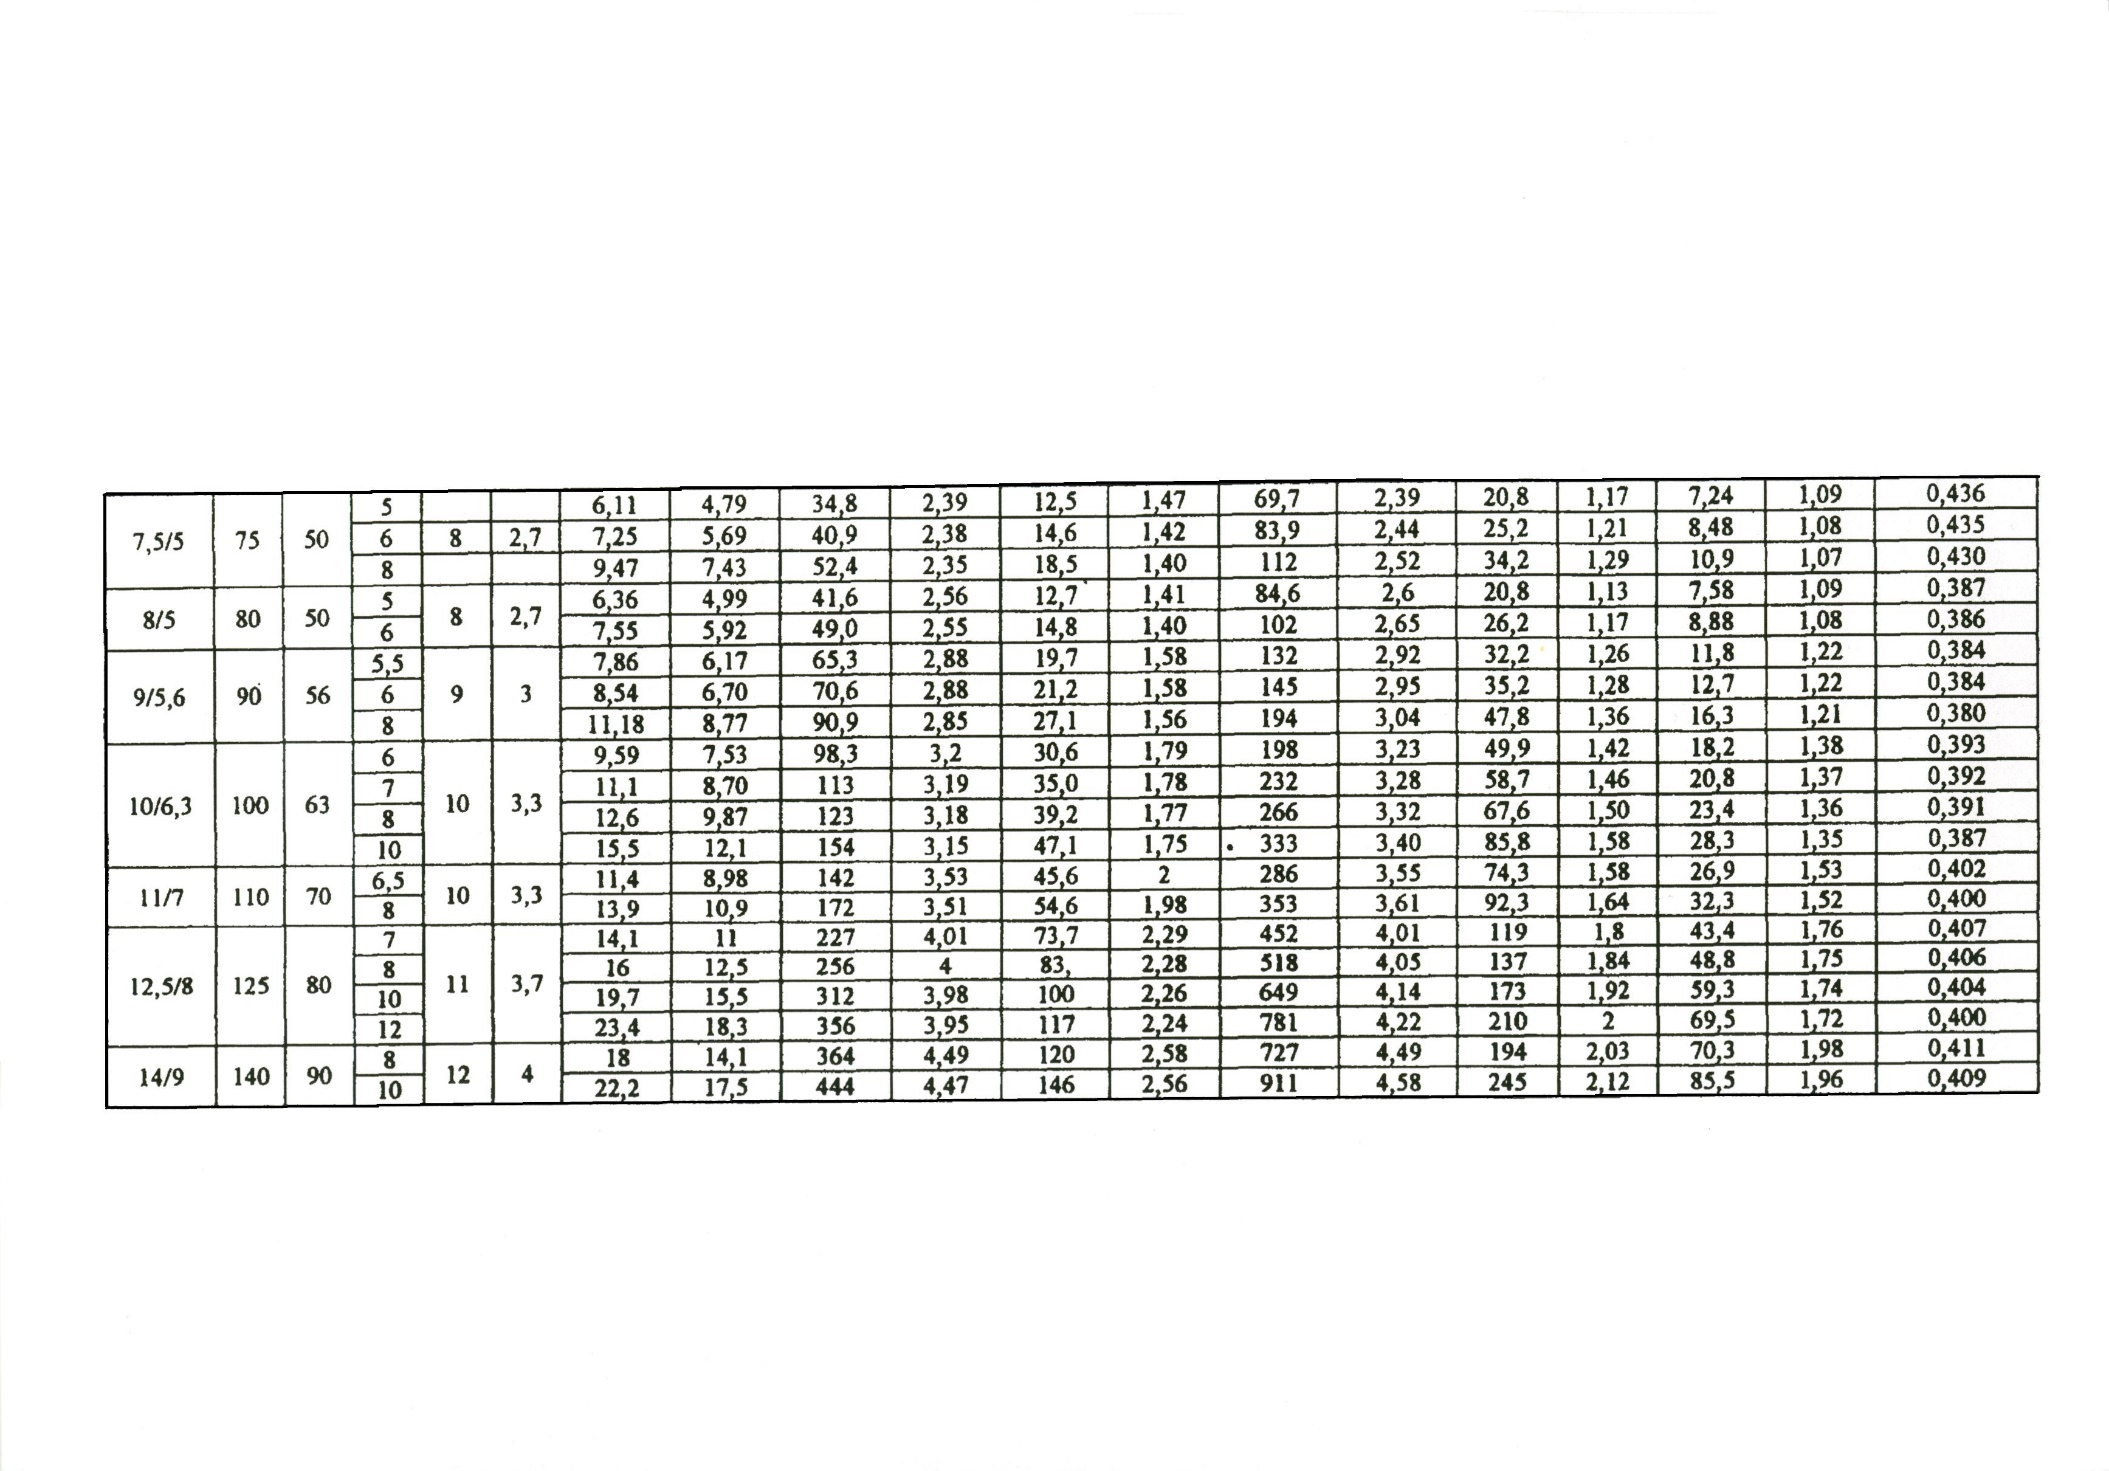 7,5/5 75 50 5 6,11 4,79 34,8 2,39 12,5 1,47 69,7 2,39 20,8 1,17 7,24 1,09 0,436
6 8 2,7 7,25 5,69 40,9 2,38 14,6 1,42 83,9 2,44 25,2 1,21 8,48 1,08 0,435
8 9,47 7,43 52,4 2,35 18,5 1,40 112 2,52 34,2 1,29 10,9 1,07 0,430
8/5 80 50 5 8 2,7 6,36 4,99 41,6 2,56 12,7 1,41 84,6 2,6 20,8 1,13 7,58 1,09 0,387
6 7,55 5,92 49,0 2,55 14,8 1,40 102 2,65 26,2 1,17 8,88 1,08 0,386
9/5,6 90 56 5,5 9 3 7,86 6,17 65,3 2,88 19,7 1,58 132 2,92 32,2 1,26 11,8 1,22 0,384
6 8,54 6,70 70,6 2,88 21,2 1,58 145 2,95 35,2 1,28 12,7 1,22 0,384
8 11,18 8,77 90,9 2,85 27,1 1,56 194 3,04 47,8 1,36 16,3 1,21 0,380
10/6,3 100 63 6 10 3,3 9,59 7,53 98,3 3,2 30,6 1,79 198 3,23 49,9 1,42 18,2 1,38 0,393
7 11,1 8,70 113 3,19 35,0 1,78 232 3,28 58,7 1,46 20,8 1,37 0,392
8 12,6 9,87 123 3,18 39,2 1,77 266 3,32 67,6 1,50 23,4 1,36 0,391
10 15,5 12,1 154 3,15 47,1 1,75 333 3,40 85,8 1,58 28,3 1,35 0,387
11/7 110 70 6,5 10 3,3 11,4 8,98 142 3,53 45,6 2 286 3,55 74,3 1,58 26,9 1,53 0,402
8 13,9 10,9 172 3,51 54,6 1,98 353 3,61 92,3 1,64 32,3 1,52 0,400
12,5/8 125 80 7 11 3,7 14,1 11 227 4,01 73,7 2,29 452 4,01 119 1,8 43,4 1,76 0,407
8 16 12,5 256 4 83, 2,28 518 4,05 137 1,84 48,8 1,75 0,406
10 19,7 15,5 312 3,98 100 2,26 649 4,14 173 1,92 59,3 1,74 0,404
12 23,4 18,3 356 3,95 117 2,24 781 4,22 210 2 69,5 1,72 0,400
14/9 140 90 8 12 4 18 14,1 364 4,49 120 2,58 727 4,49 194 2,03 70,3 1,98 0,411
10 22,2 17,5 444 4,47 146 2,56 911 4,58 245 2,12 85,5 1,96 0,409